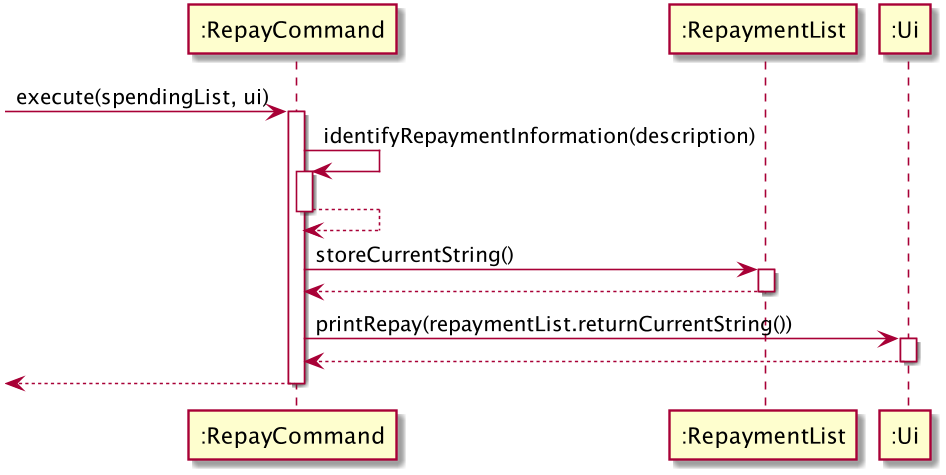 :RepayCommand :RepaymentList :Ui
execute(spendingList, ui)
identifyRepaymentInformation(description)
storeCurrentString()
printRepay(repaymentList.returnCurrentString())
:RepayCommand :RepaymentList :Ui